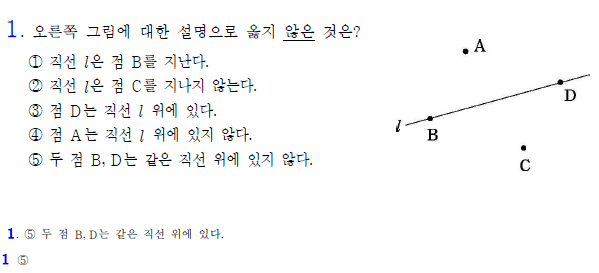 1. 오른쪽 그림에 대한 설명으로 옳지 않은 것은?
① 직선 l은 점 B를 지난다.
② 직선 l은 점 C를 지나지 않는다.
③ 점 D는 직선 l 위에 있다.
④ 점 A는 직선 l 위에 있지 않다.
⑤ 두 점 B, D는 같은 직선 위에 있지 않다.
A
D
l
B
C
1. ⑤ 두 점 B, D는 같은 직선 위에 있다.
1 ⑤